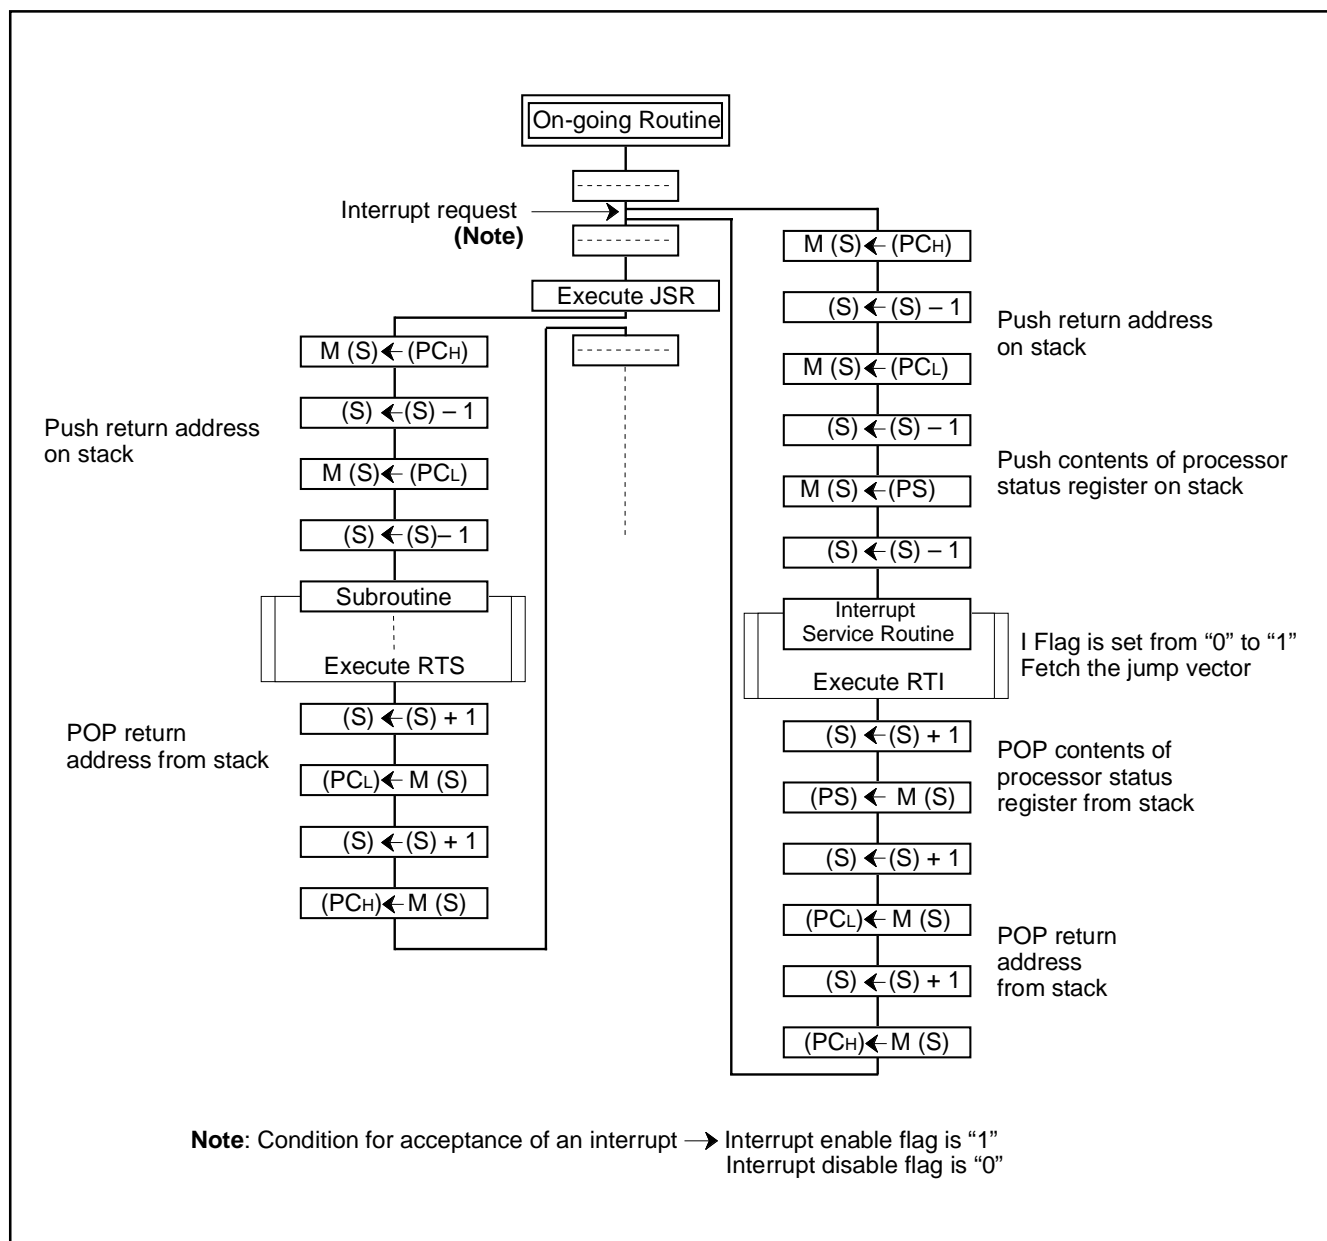 On-going Routine
Interrupt request
(Note)
Execute JSR
M (S) ← (PCH)
(S) ← (S) – 1
M (S) ← (PCL)
(S) ← (S)– 1
Push return address
on stack
Subroutine
Execute RTS
(S) ← (S) + 1
(PCL) ← M (S)
(S) ← (S) + 1
(PCH) ← M (S)
POP return
address from stack
M (S) ← (PCH)
(S) ← (S) – 1
M (S) ← (PCL)
(S) ← (S) – 1
M (S) ← (PS)
(S) ← (S) – 1
Push return address
on stack
Push contents of processor
status register on stack
Interrupt
Service Routine
Execute RTI
I Flag is set from “0” to “1”
Fetch the jump vector
(S) ← (S) + 1
(PS) ← M (S)
(S) ← (S) + 1
(PCL) ← M (S)
(S) ← (S) + 1
(PCH) ← M (S)
POP contents of
processor status
register from stack
POP return
address
from stack
Note: Condition for acceptance of an interrupt → Interrupt enable flag is “1”
Interrupt disable flag is “0”